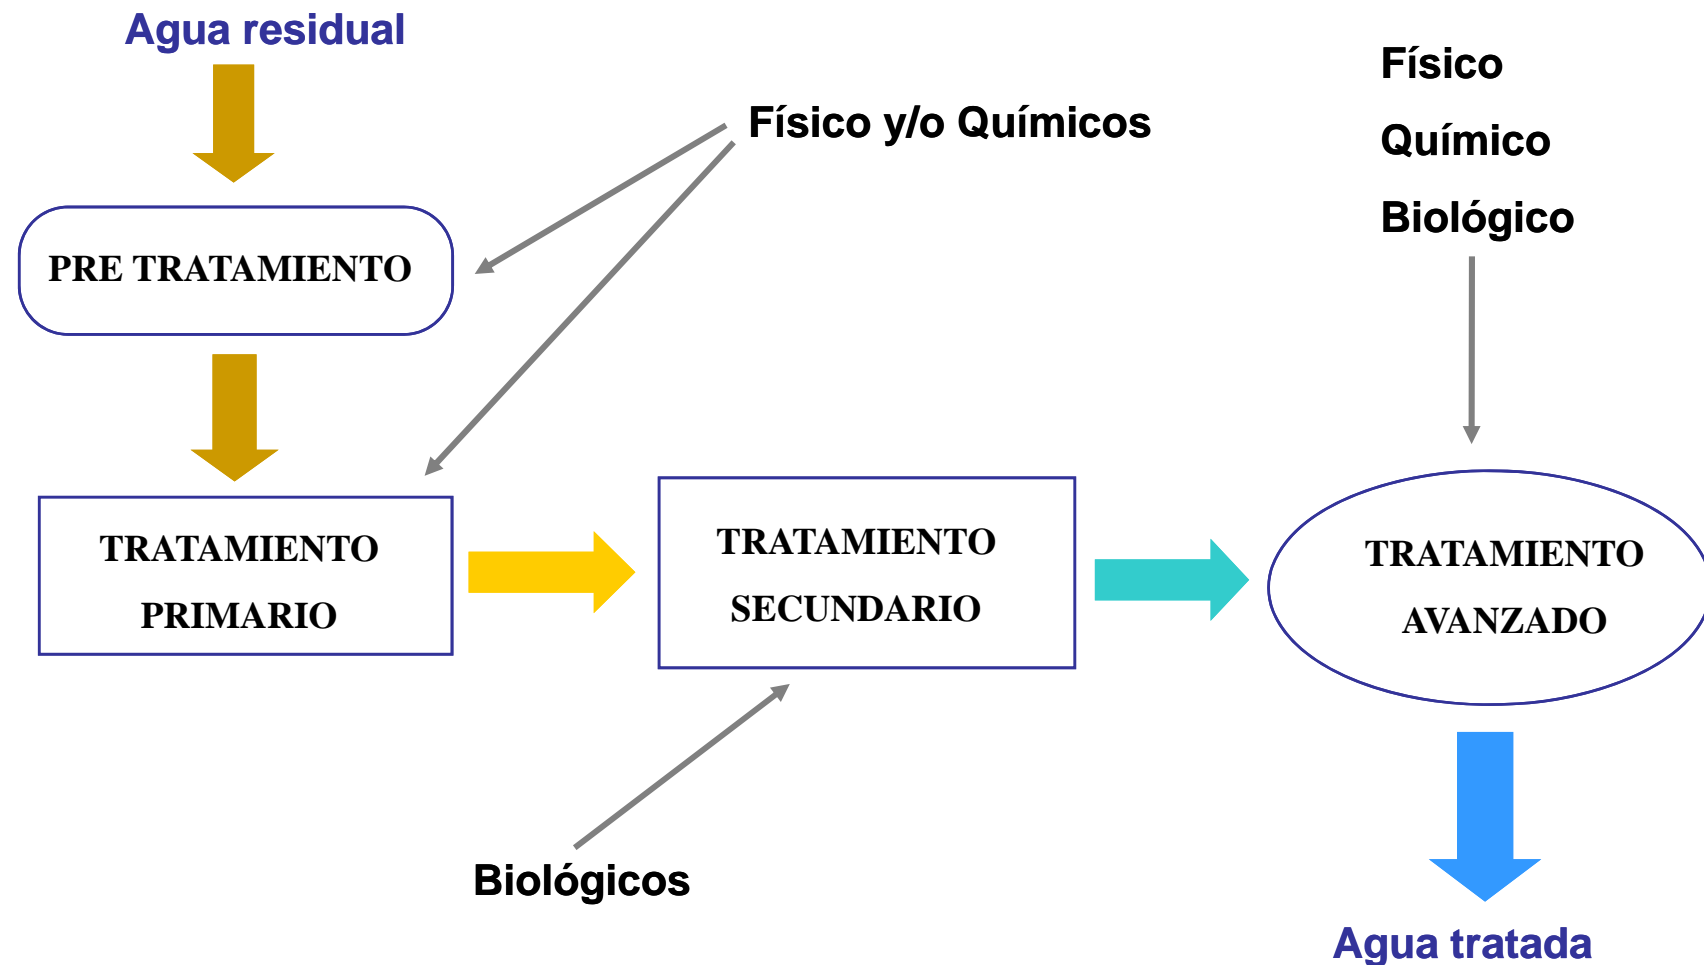 Agua residual
Físico y/o Químicos
Físico
Químico
Biológico
PRE TRATAMIENTO
TRATAMIENTO
PRIMARIO
TRATAMIENTO
SECUNDARIO
TRATAMIENTO
AVANZADO
Biológicos
Agua tratada